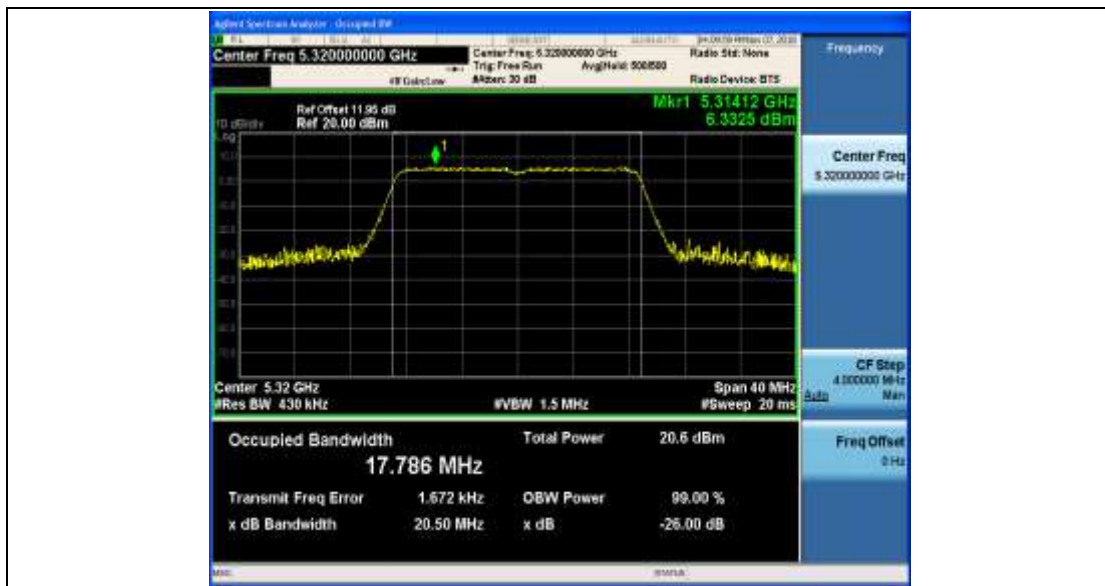 Agilent Spectrum Analyzer - Occupied BW
Center Freq 5.320000000 GHz
Center Freq: 5.320000000 GHz
Radio Std: None
Trig: Free Run Avg|Hold: 500/500
#IFGain:Low #Atten: 30 dB Radio Device: BTS
Frequency
Mkr1 5.31412 GHz
6.3325 dBm
Ref Offset 11.95 dB
10 dB/div Ref 20.00 dBm
Log
1
Center Freq
5.320000000 GHz
Center 5.32 GHz Span 40 MHz
#Res BW 430 kHz #VBW 1.5 MHz #Sweep 20 ms
CF Step
4.000000 MHz
Auto Man
Occupied Bandwidth Total Power 20.6 dBm
17.786 MHz
Freq Offset
0 Hz
Transmit Freq Error 1.672 kHz OBW Power 99.00 %
x dB Bandwidth 20.50 MHz x dB -26.00 dB
MSG STATUS